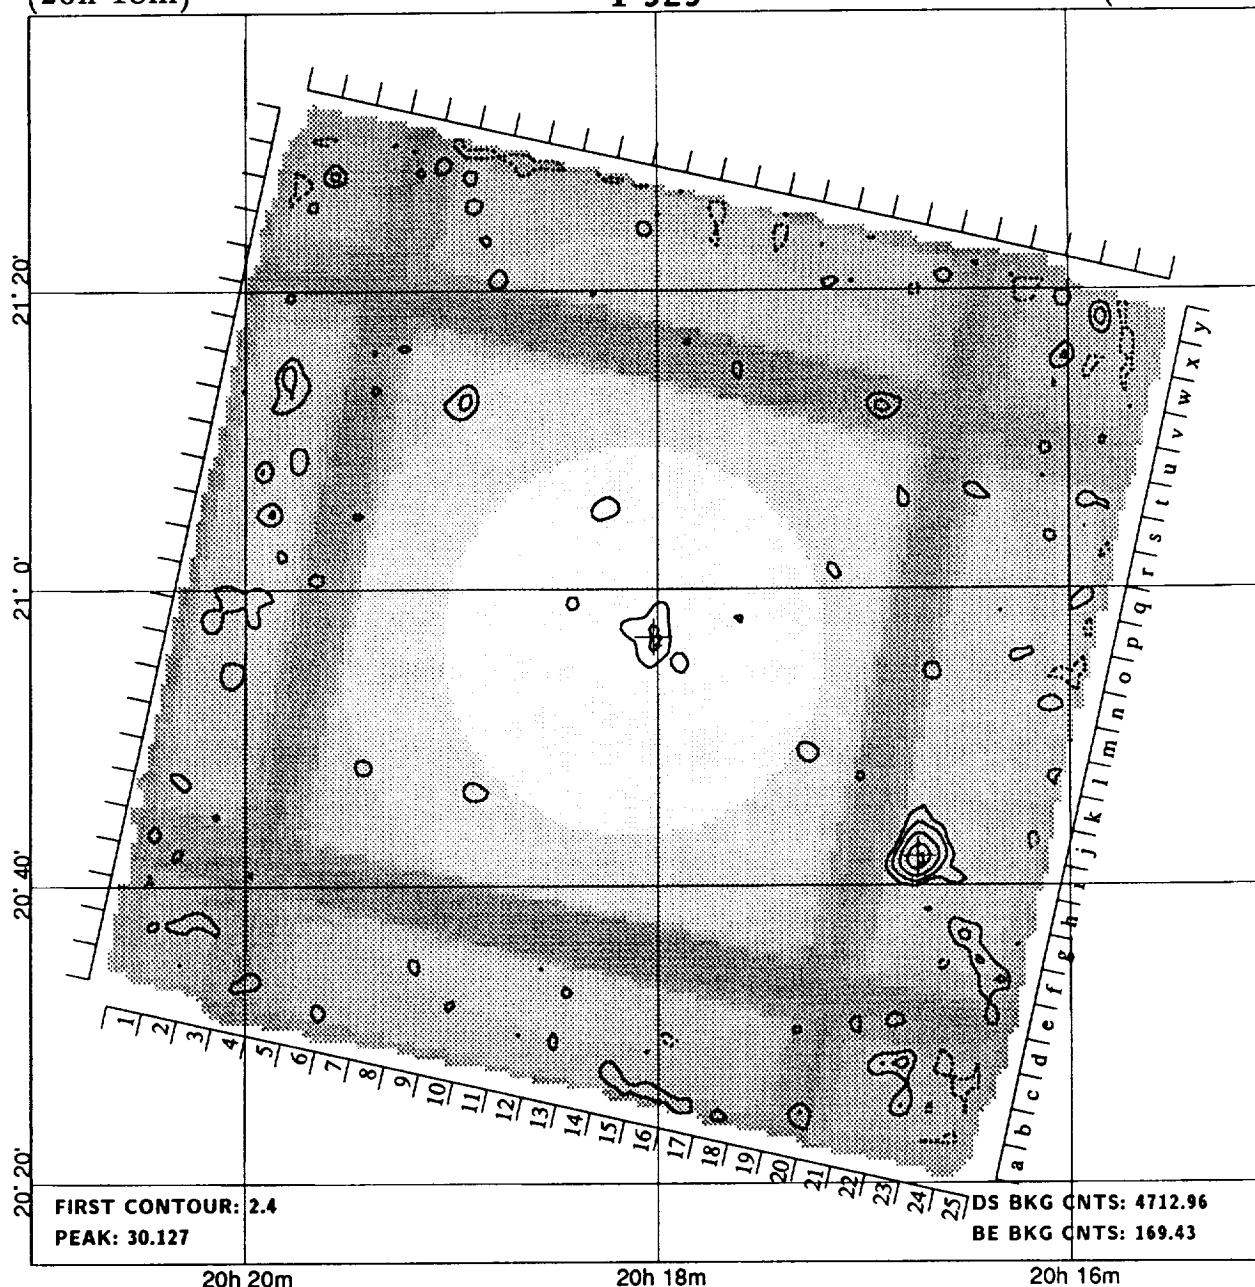 (20h 18m)
21° 20'
21° 0'
20° 40'
20° 20'
y
x
w
v
u
t
s
r
q
p
o
n
m
l
k
j
i
h
g
f
e
d
c
b
a
1 2 3 4 5 6 7 8 9 10 11 12 13 14 15 16 17 18 19 20 21 22 23 24 25
FIRST CONTOUR: 2.4
PEAK: 30.127
DS BKG CNTS: 4712.96
BE BKG CNTS: 169.43
20h 20m
20h 18m
20h 16m